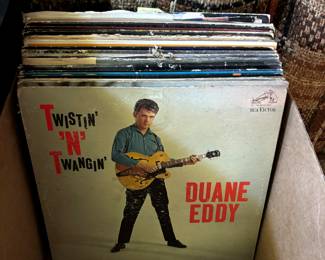 RCA VICTOR
TWISTIN'
'N'
TWANGIN'
DUANE
EDDY